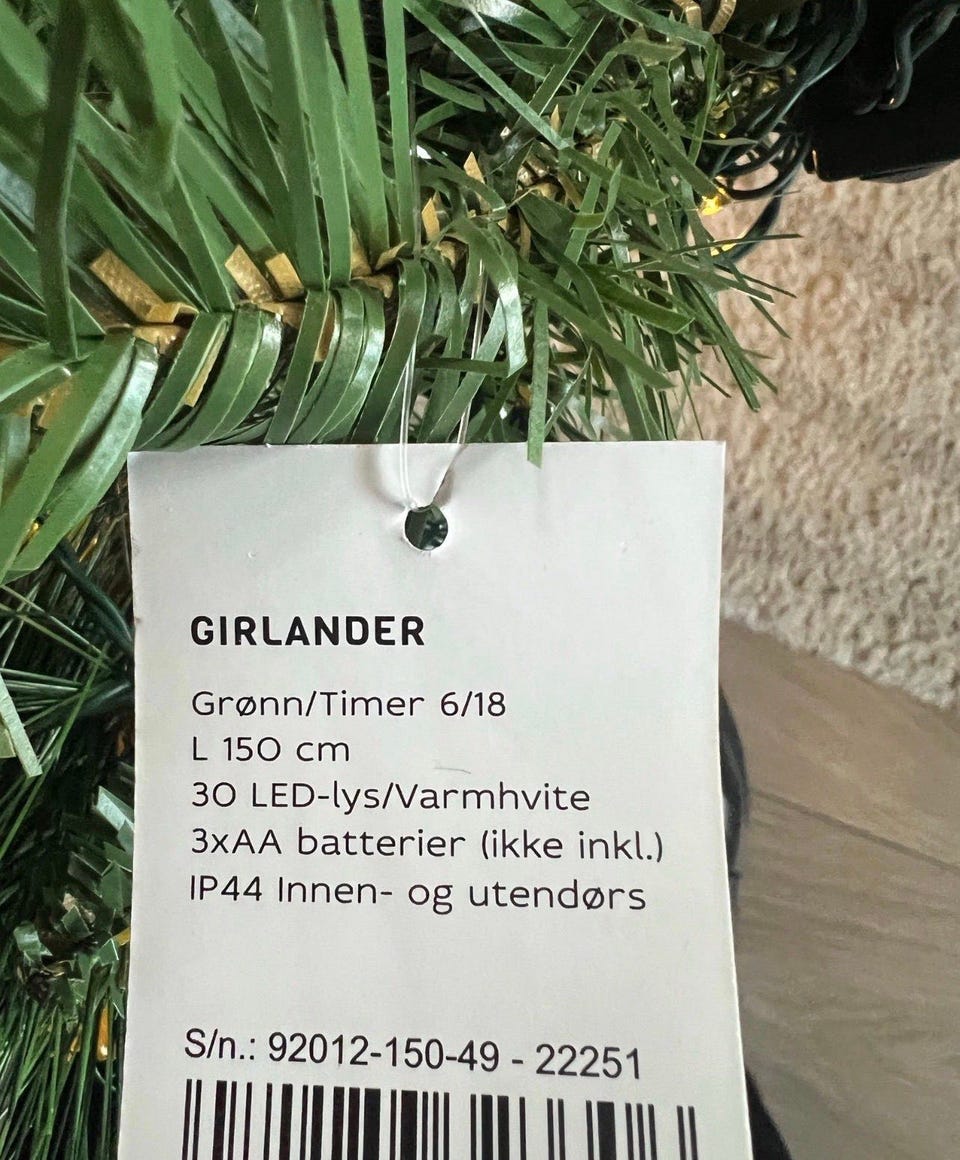 GIRLANDER
Grønn/Timer 6/18
L 150 cm
30 LED-lys/Varmhvite
3xAA batterier (ikke inkl.)
IP44 Innen- og utendørs
S/n.: 92012-150-49 - 22251